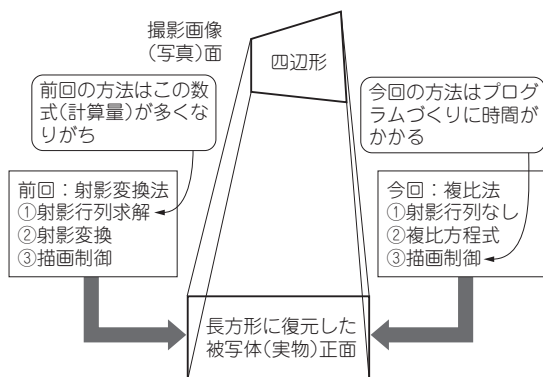 撮影画像
(写真)面
四辺形
前回の方法はこの数
式(計算量)が多くな
りがち
今回の方法はプログ
ラムづくりに時間が
かかる
前回：射影変換法
①射影行列求解
②射影変換
③描画制御
今回：複比法
①射影行列なし
②複比方程式
③描画制御
長方形に復元した
被写体(実物)正面